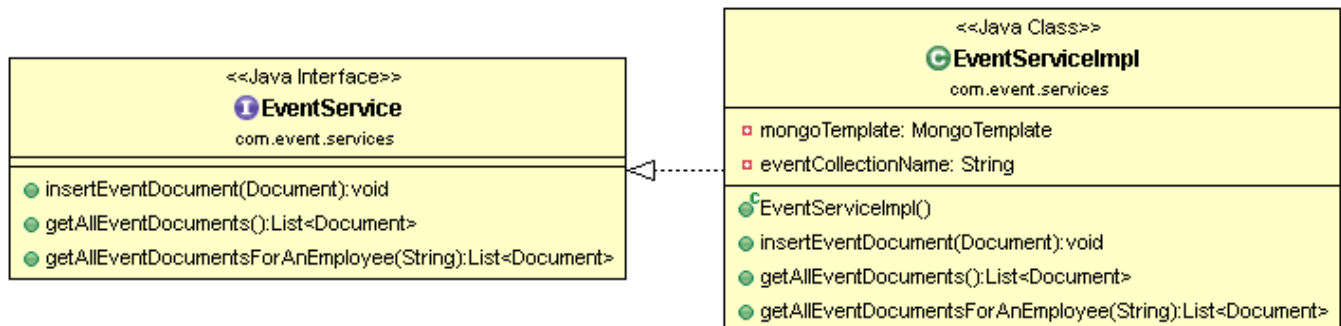 <<Java Interface>>
EventService
com.event.services
insertEventDocument(Document):void
getAllEventDocuments():List<Document>
getAllEventDocumentsForAnEmployee(String):List<Document>
<<Java Class>>
EventServiceImpl
com.event.services
mongoTemplate: MongoTemplate
eventCollectionName: String
EventServiceImpl()
insertEventDocument(Document):void
getAllEventDocuments():List<Document>
getAllEventDocumentsForAnEmployee(String):List<Document>